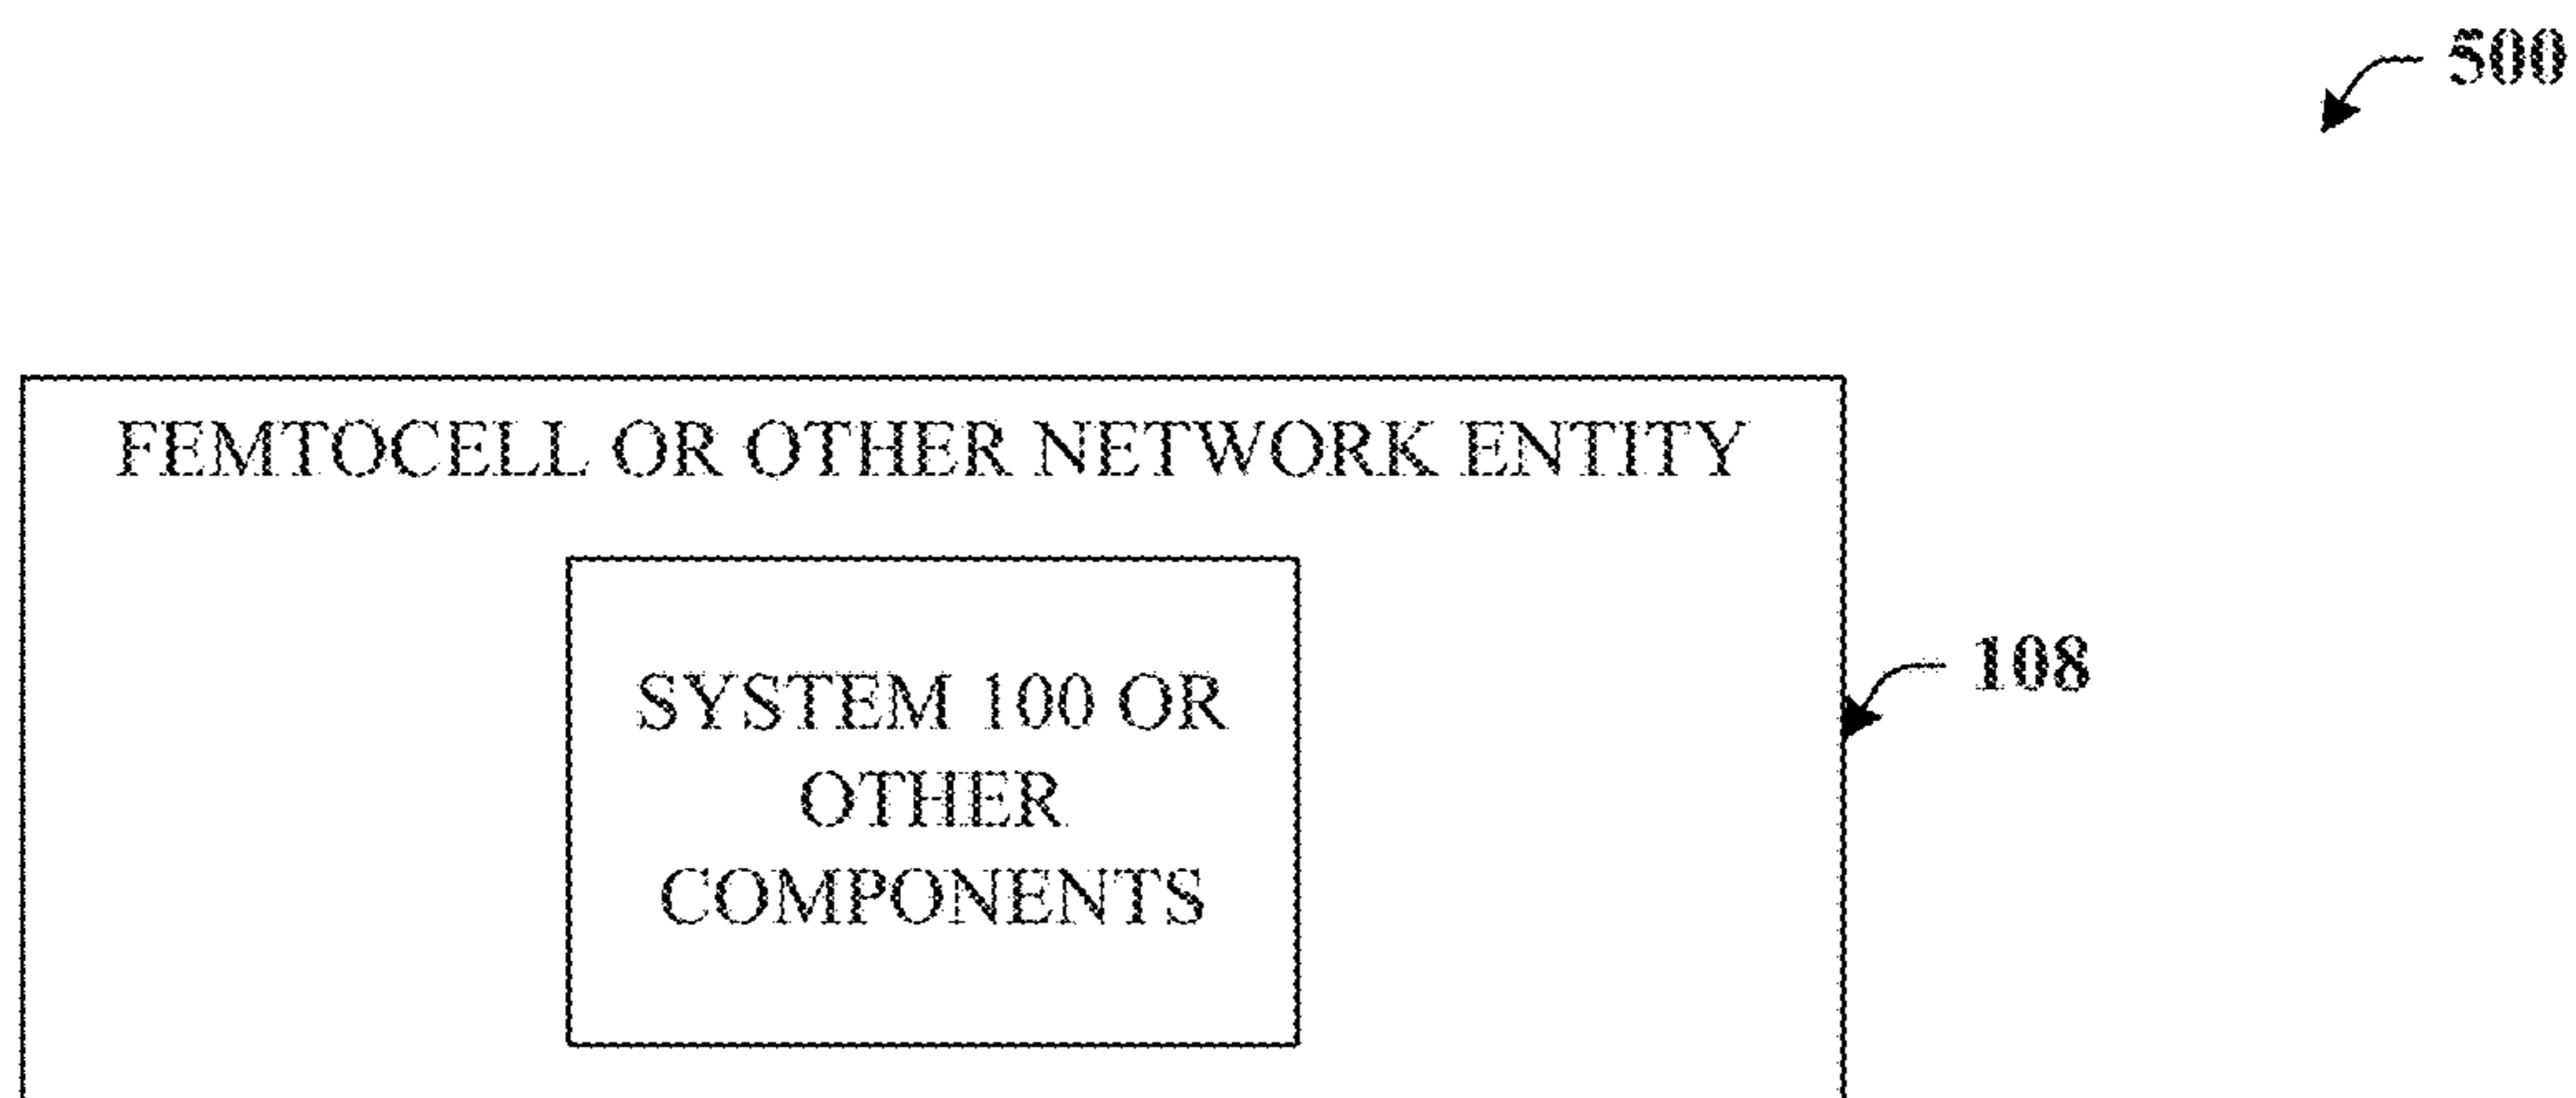 500
FEMTOCELL OR OTHER NETWORK ENTITY
108
SYSTEM 100 OR
OTHER
COMPONENTS